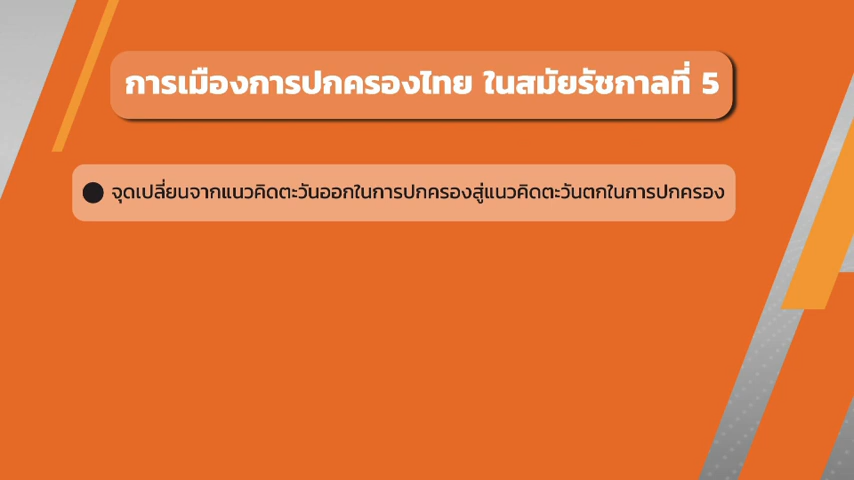 การเมืองการปกครองไทย ในสมัยรัชกาลที่ 5
จุดเปลี่ยนจากแนวคิดตะวันออกในการปกครองสู่แนวคิดตะวันตกในการปกครอง